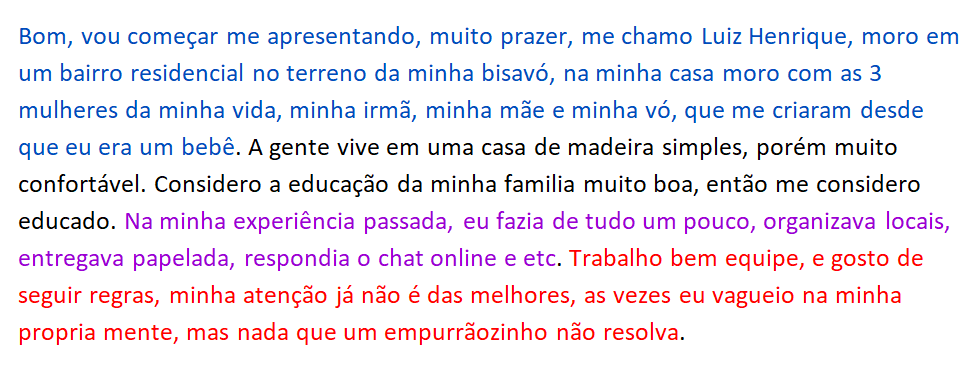 Bom, vou começar me apresentando, muito prazer, me chamo Luiz Henrique, moro em
um bairro residencial no terreno da minha bisavó, na minha casa moro com as 3
mulheres da minha vida, minha irmã, minha mãe e minha vó, que me criaram desde
que eu era um bebê. A gente vive em uma casa de madeira simples, porém muito
confortável. Considero a educação da minha familia muito boa, então me considero
educado. Na minha experiência passada, eu fazia de tudo um pouco, organizava locais,
entregava papelada, respondia o chat online e etc. Trabalho bem equipe, e gosto de
seguir regras, minha atenção já não é das melhores, as vezes eu vagueio na minha
propria mente, mas nada que um empurrãozinho não resolva.